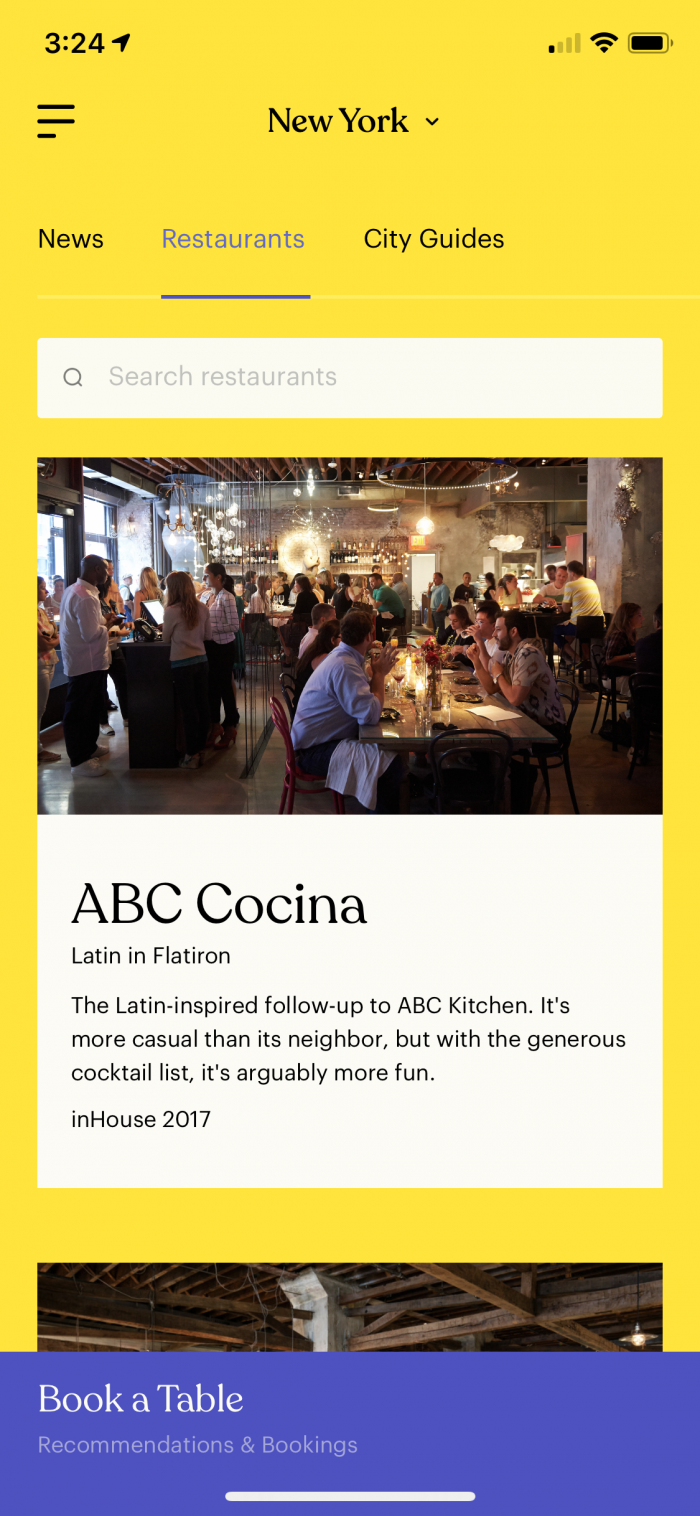 3:24
New York
News Restaurants City Guides
Search restaurants
ABC Cocina
Latin in Flatiron
The Latin-inspired follow-up to ABC Kitchen. It's
more casual than its neighbor, but with the generous
cocktail list, it's arguably more fun.
inHouse 2017
Book a Table
Recommendations & Bookings